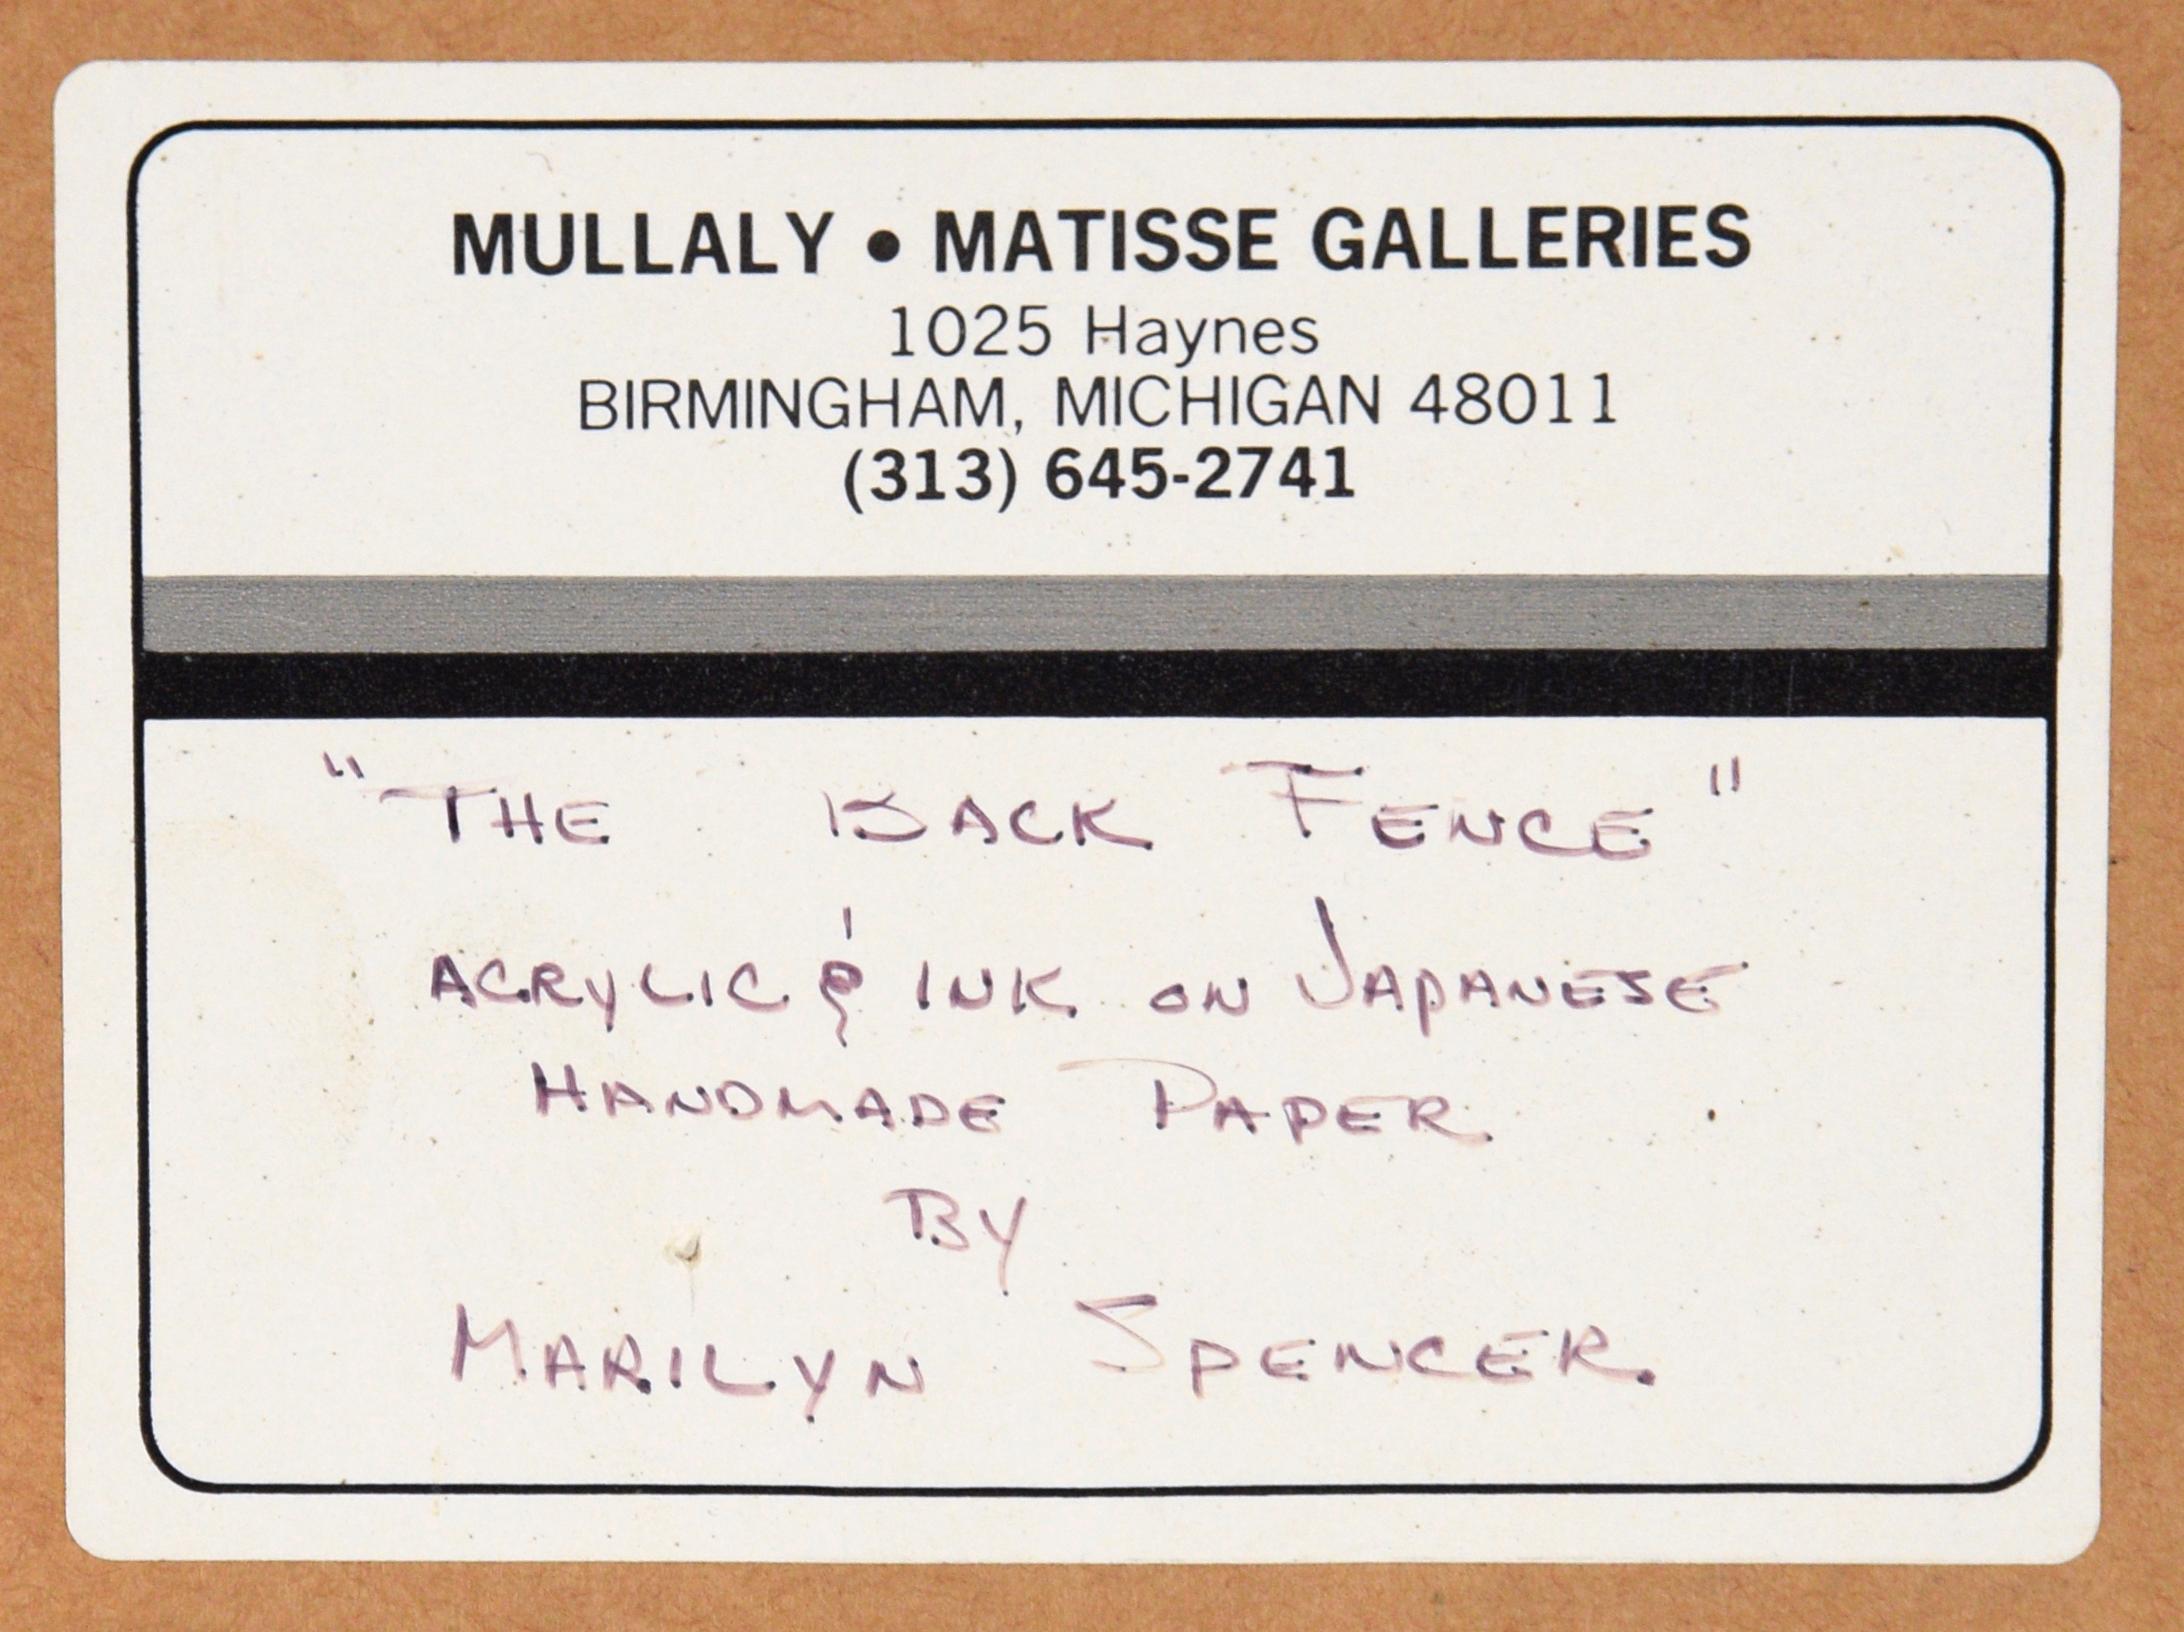 MULLALY • MATISSE GALLERIES
1025 Haynes
BIRMINGHAM, MICHIGAN 48011
(313) 645-2741
"THE BACK FENCE"
ACRYLIC & INK ON JAPANESE
HANDMADE PAPER
BY
MARILYN SPENCER